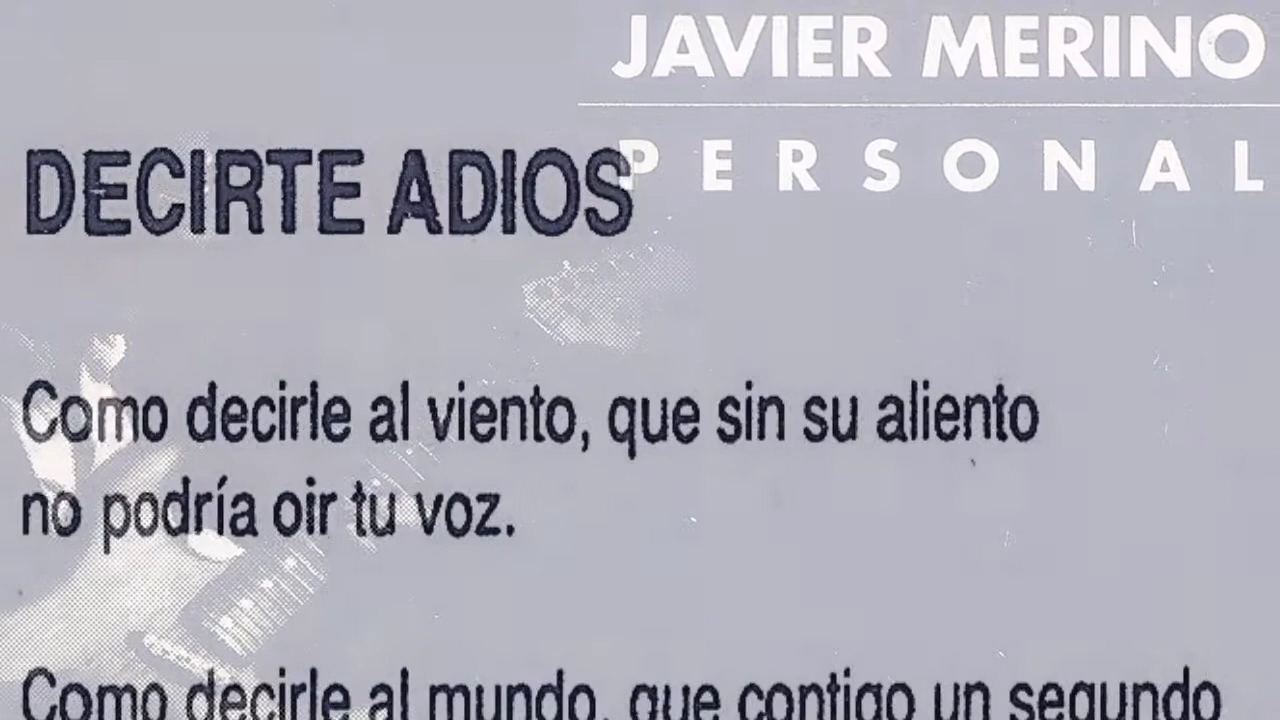 JAVIER MERINO
PERSONAL
DECIRTE ADIOS
Como decirle al viento, que sin su aliento
no podría oir tu voz.
Como decirle al mundo, que contigo un segundo